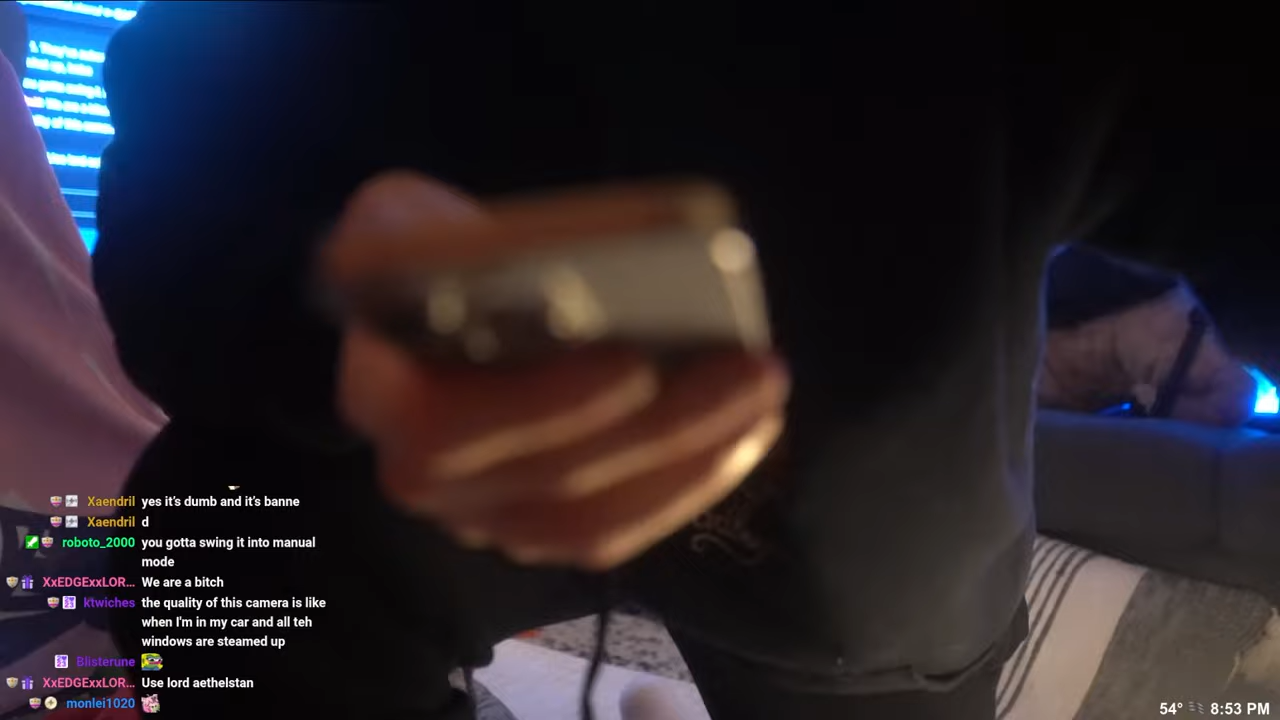 Xaendril yes it's dumb and it's banne
Xaendril d
roboto_2000 you gotta swing it into manual
mode
XxEDGExxLOR... We are a bitch
ktwiches the quality of this camera is like
when I'm in my car and all teh
windows are steamed up
Blisterune
XxEDGExxLOR... Use lord aethelstan
monlei1020
54° 8:53 PM